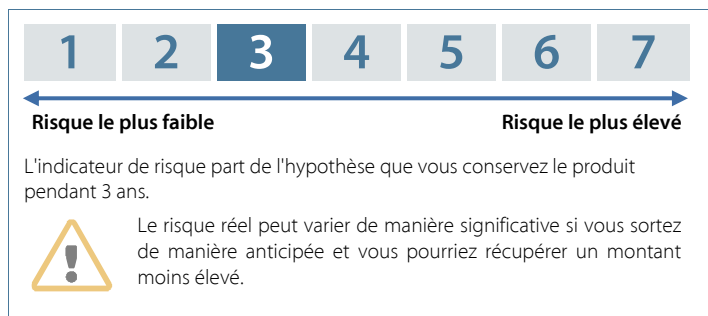 1 2 3 4 5 6 7
Risque le plus faible Risque le plus élevé
L'indicateur de risque part de l'hypothèse que vous conservez le produit
pendant 3 ans.
Le risque réel peut varier de manière significative si vous sortez
de manière anticipée et vous pourriez récupérer un montant
moins élevé.